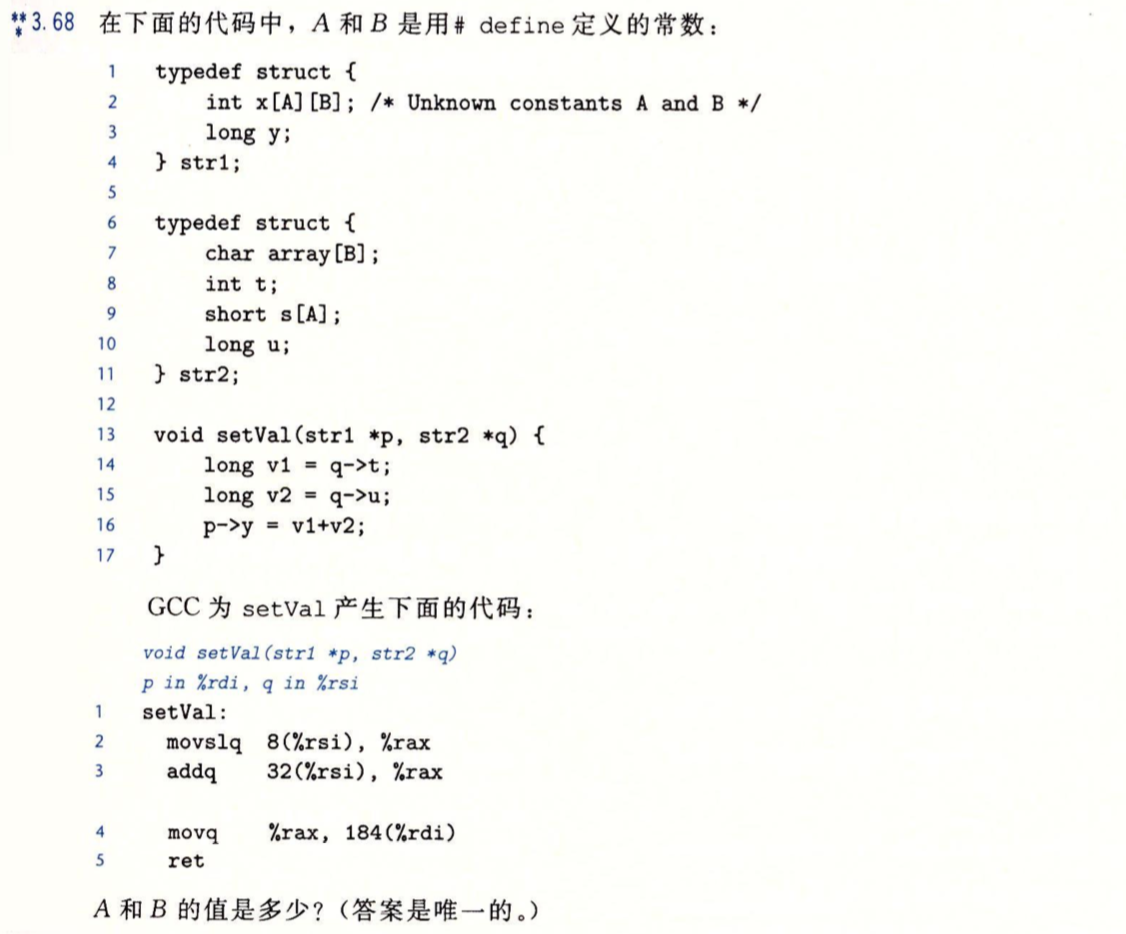 ** 3.68 在下面的代码中，A 和 B 是用# define定义的常数：
*
1 typedef struct {
2 int x[A][B]; /* Unknown constants A and B */
3 long y;
4 } str1;
5
6 typedef struct {
7 char array[B];
8 int t;
9 short s[A];
10 long u;
11 } str2;
12
13 void setVal(str1 *p, str2 *q) {
14 long v1 = q->t;
15 long v2 = q->u;
16 p->y = v1+v2;
17 }
GCC 为 setVal 产生下面的代码：
void setVal(str1 *p, str2 *q)
p in %rdi, q in %rsi
1 setVal:
2 movslq 8(%rsi), %rax
3 addq 32(%rsi), %rax
4 movq %rax, 184(%rdi)
5 ret
A 和 B 的值是多少？（答案是唯一的。）